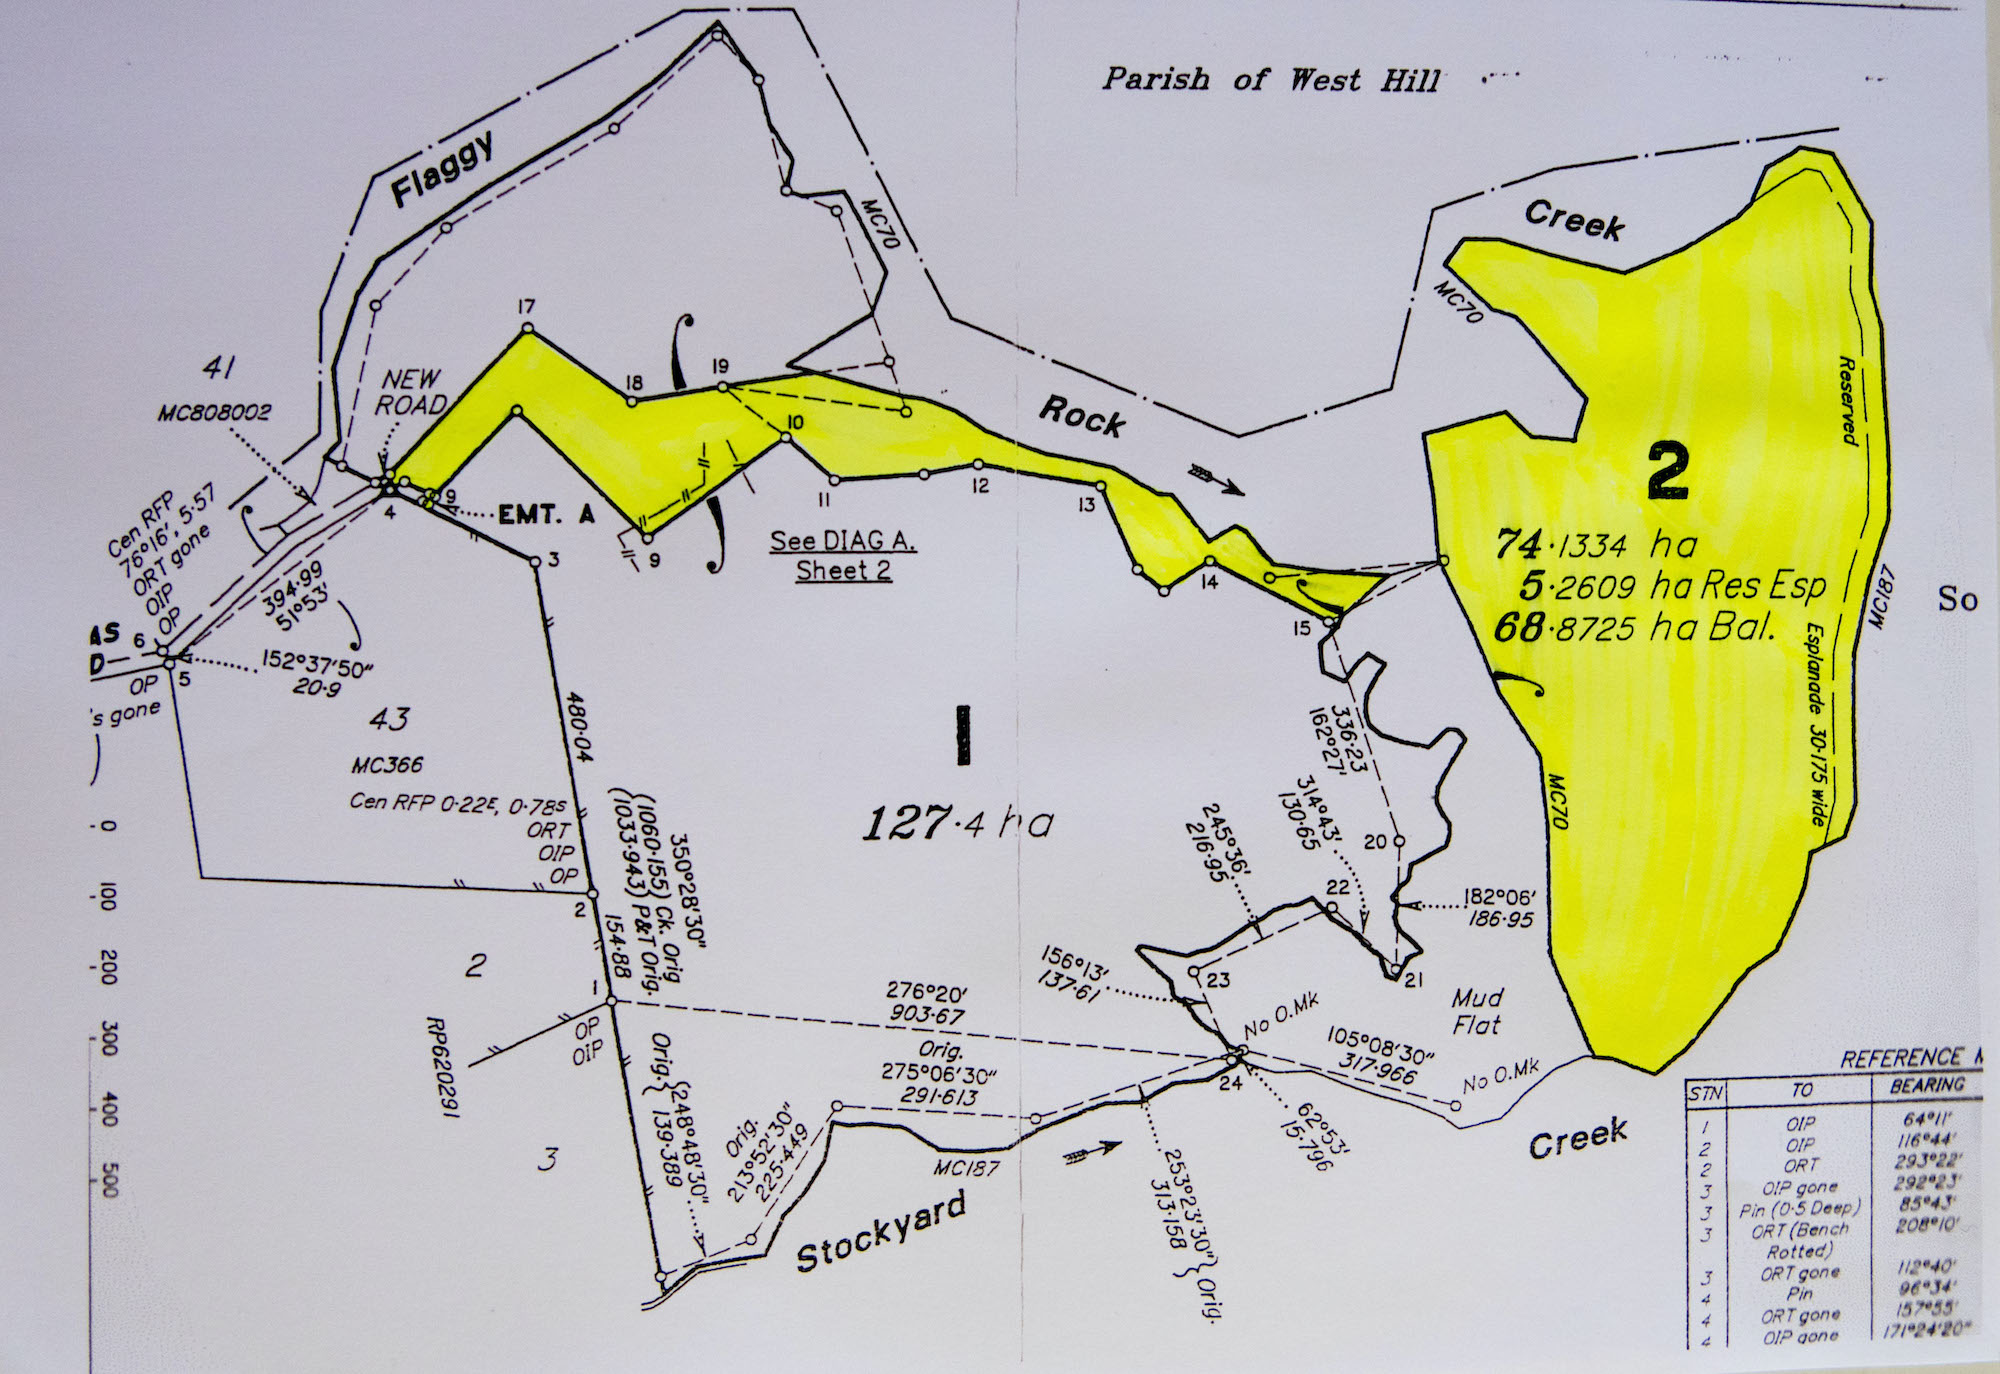 Parish of West Hill
Flaggy
Creek
Rock
MC70
MC70
MC70
Reserved
Esplanade 30·175 wide
MC187
2
74·1334 ha
5·2609 ha Res Esp
68·8725 ha Bal.
So
41
MC808002
NEW
ROAD
17
18
19
10
11
12
13
14
15
9
9
4
3
EMT. A
See DIAG A.
Sheet 2
Cen RFP
76°16', 5·57
ORT gone
OIP
OP
394·99
51°53'
AS
D
6
5
OP
's gone
152°37'50"
20·9
43
MC366
Cen RFP 0·22E, 0·78S
ORT
OIP
OP
480·04
1
127·4 ha
336·23
162°27'
314°43'
130·65
245°36'
216·95
20
22
182°06'
186·95
21
23
156°13'
137·61
Mud
Flat
No O.Mk
No O.Mk
105°08'30"
317·966
24
62°53'
15·796
2
154·88
350°28'30"
(1060·155) Ck. Orig
(1033·943) P&T Orig.
2
1
OP
OIP
RP620291
3
276°20'
903·67
Orig.
275°06'30"
291·613
Orig.
248°48'30"
139·389
Orig.
213°52'30"
225·449
253°23'30"
313·158
Orig.
MC187
Stockyard
Creek
0
100
200
300
400
500
REFERENCE
STN TO BEARING
1 OIP 64°11'
2 OIP 116°44'
2 ORT 293°22'
3 OIP gone 292°23'
3 Pin (0·5 Deep) 85°43'
3 ORT (Bench 208°10'
Rotted)
3 ORT gone 112°40'
4 Pin 96°34'
4 ORT gone 157°55'
4 OIP gone 171°24'20"